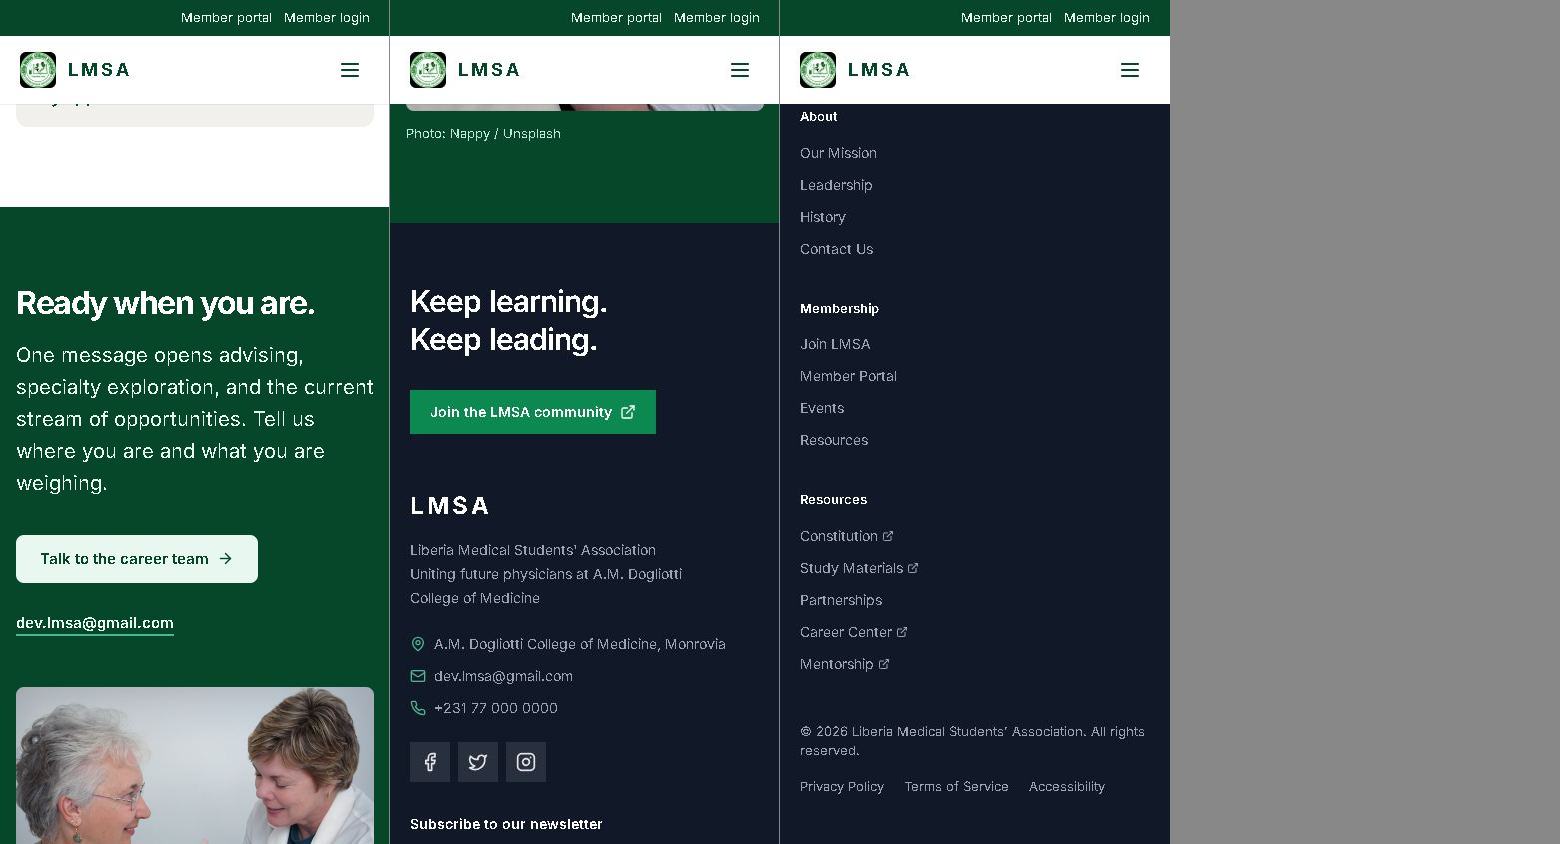 Member portal Member login
LMSA
Ready when you are.
One message opens advising,
specialty exploration, and the current
stream of opportunities. Tell us
where you are and what you are
weighing.
Talk to the career team
dev.lmsa@gmail.com
Member portal Member login
LMSA
Photo: Nappy / Unsplash
Keep learning.
Keep leading.
Join the LMSA community
LMSA
Liberia Medical Students' Association
Uniting future physicians at A.M. Dogliotti
College of Medicine
A.M. Dogliotti College of Medicine, Monrovia
dev.lmsa@gmail.com
+231 77 000 0000
Subscribe to our newsletter
Member portal Member login
LMSA
About
Our Mission
Leadership
History
Contact Us
Membership
Join LMSA
Member Portal
Events
Resources
Resources
Constitution
Study Materials
Partnerships
Career Center
Mentorship
© 2026 Liberia Medical Students' Association. All rights
reserved.
Privacy Policy Terms of Service Accessibility